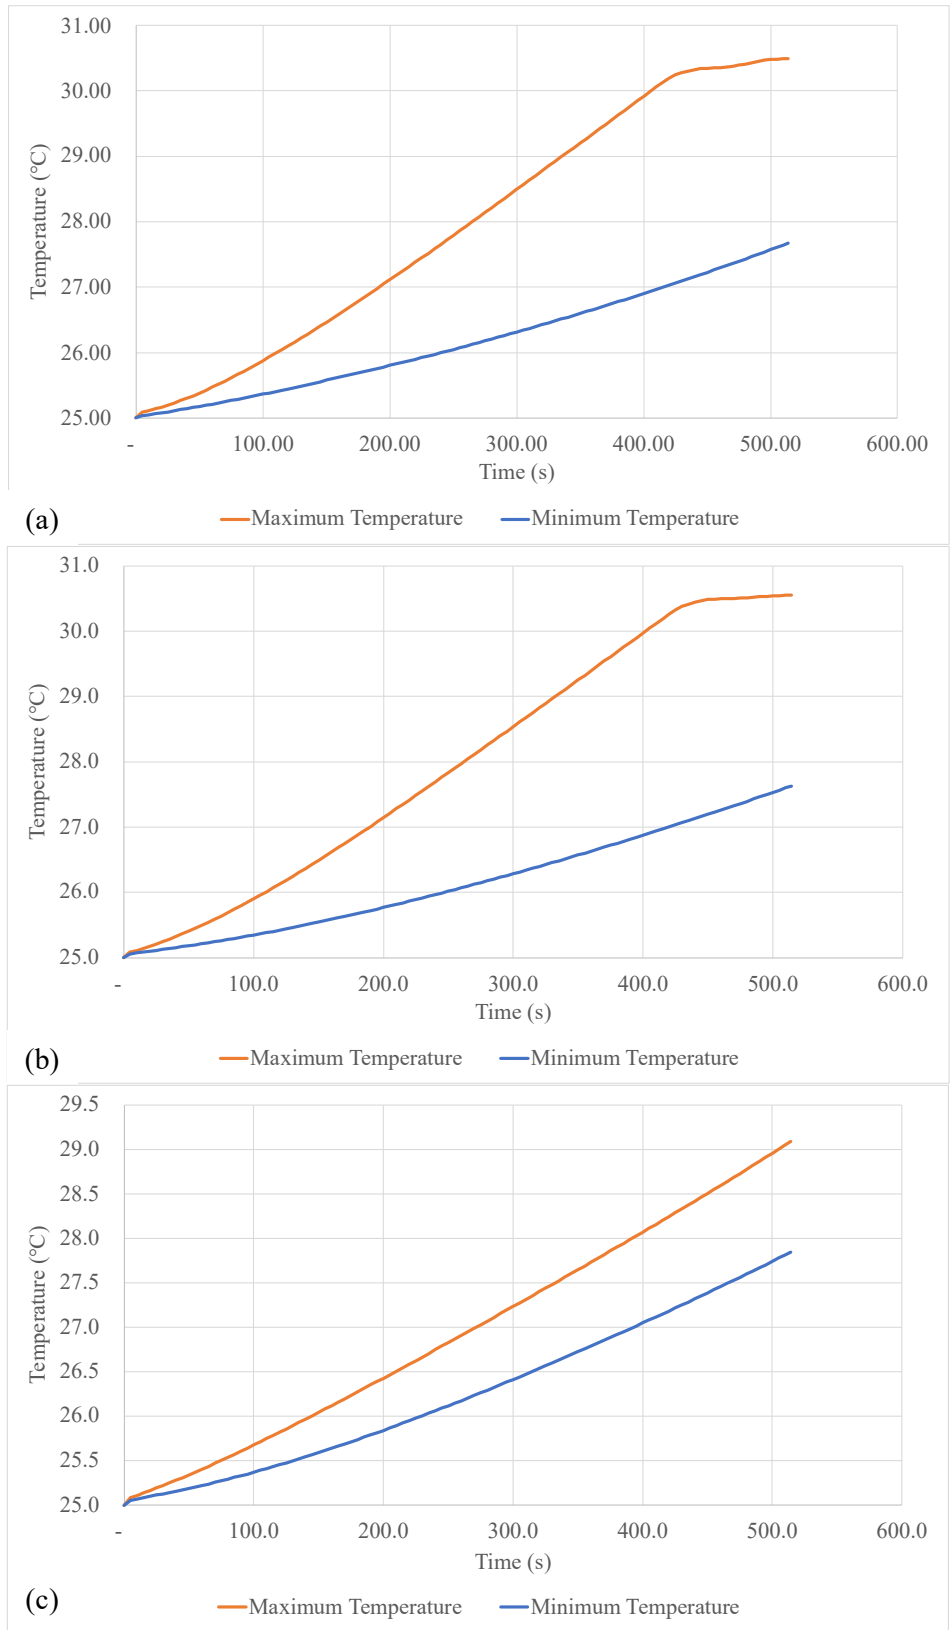 31.00
30.00
29.00
28.00
27.00
26.00
25.00
Temperature (°C)
- 100.00 200.00 300.00 400.00 500.00 600.00
Time (s)
(a) Maximum Temperature Minimum Temperature
31.0
30.0
29.0
28.0
27.0
26.0
25.0
Temperature (°C)
- 100.0 200.0 300.0 400.0 500.0 600.0
Time (s)
(b) Maximum Temperature Minimum Temperature
29.5
29.0
28.5
28.0
27.5
27.0
26.5
26.0
25.5
25.0
Temperature (°C)
- 100.0 200.0 300.0 400.0 500.0 600.0
Time (s)
(c) Maximum Temperature Minimum Temperature